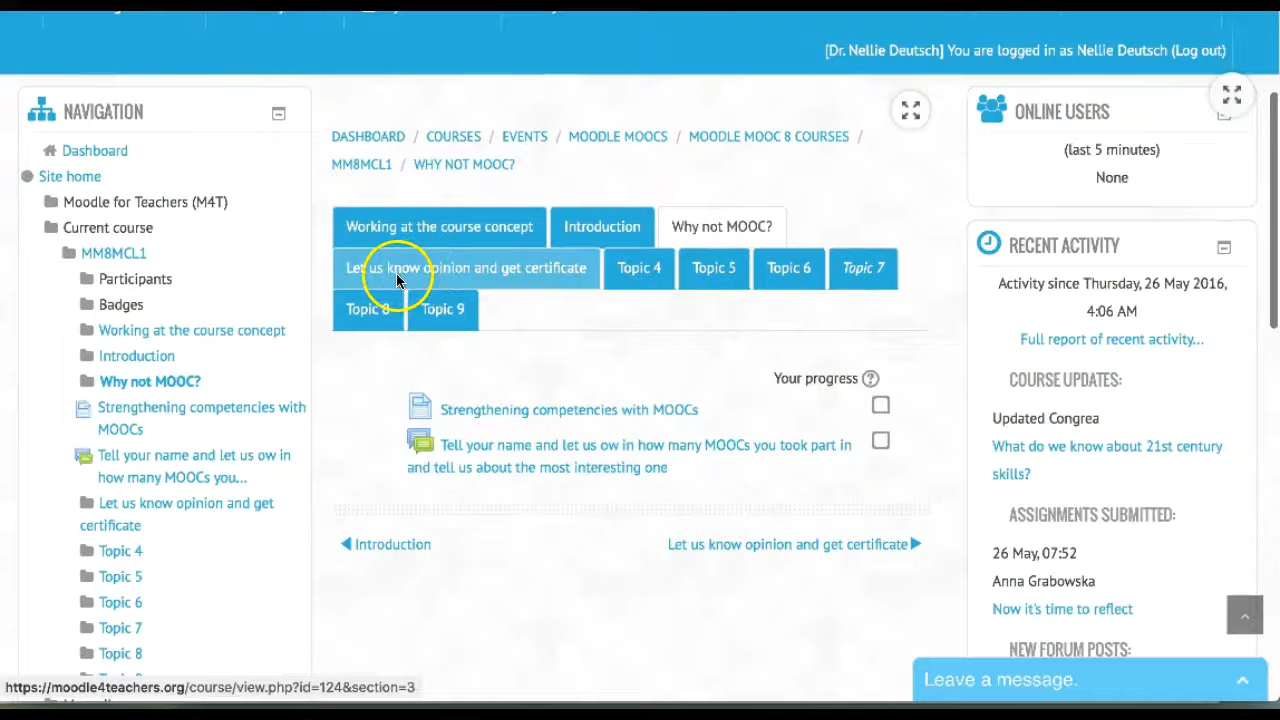 [Dr. Nellie Deutsch] You are logged in as Nellie Deutsch (Log out)
NAVIGATION
Dashboard
Site home
Moodle for Teachers (M4T)
Current course
MM8MCL1
Participants
Badges
Working at the course concept
Introduction
Why not MOOC?
Strengthening competencies with
MOOCs
Tell your name and let us ow in
how many MOOCs you...
Let us know opinion and get
certificate
Topic 4
Topic 5
Topic 6
Topic 7
Topic 8
DASHBOARD / COURSES / EVENTS / MOODLE MOOCS / MOODLE MOOC 8 COURSES /
MM8MCL1 / WHY NOT MOOC?
Working at the course concept Introduction Why not MOOC?
Let us know opinion and get certificate Topic 4 Topic 5 Topic 6 Topic 7
Topic 8 Topic 9
Your progress
Strengthening competencies with MOOCs
Tell your name and let us ow in how many MOOCs you took part in
and tell us about the most interesting one
Introduction Let us know opinion and get certificate
ONLINE USERS
(last 5 minutes)
None
RECENT ACTIVITY
Activity since Thursday, 26 May 2016,
4:06 AM
Full report of recent activity...
COURSE UPDATES:
Updated Congrea
What do we know about 21st century
skills?
ASSIGNMENTS SUBMITTED:
26 May, 07:52
Anna Grabowska
Now it's time to reflect
NEW FORUM POSTS:
Leave a message.
https://moodle4teachers.org/course/view.php?id=124&section=3